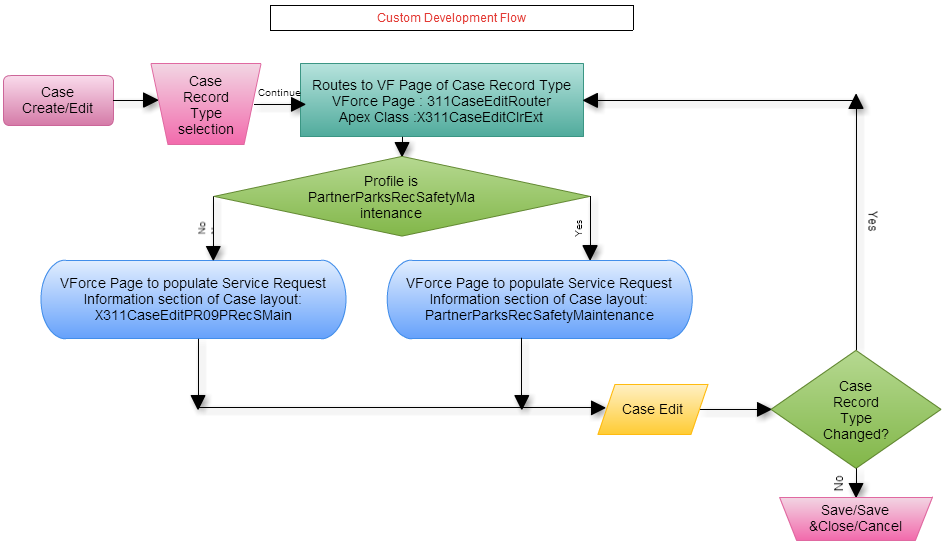 Custom Development Flow
Case
Create/Edit
Case
Record
Type
selection
Continue
Routes to VF Page of Case Record Type
VForce Page : 311CaseEditRouter
Apex Class :X311CaseEditClrExt
Profile is
PartnerParksRecSafetyMa
intenance
No
Yes
VForce Page to populate Service Request
Information section of Case layout:
X311CaseEditPR09PRecSMain
VForce Page to populate Service Request
Information section of Case layout:
PartnerParksRecSafetyMaintenance
Case Edit
Case
Record
Type
Changed?
Yes
No
Save/Save
&Close/Cancel